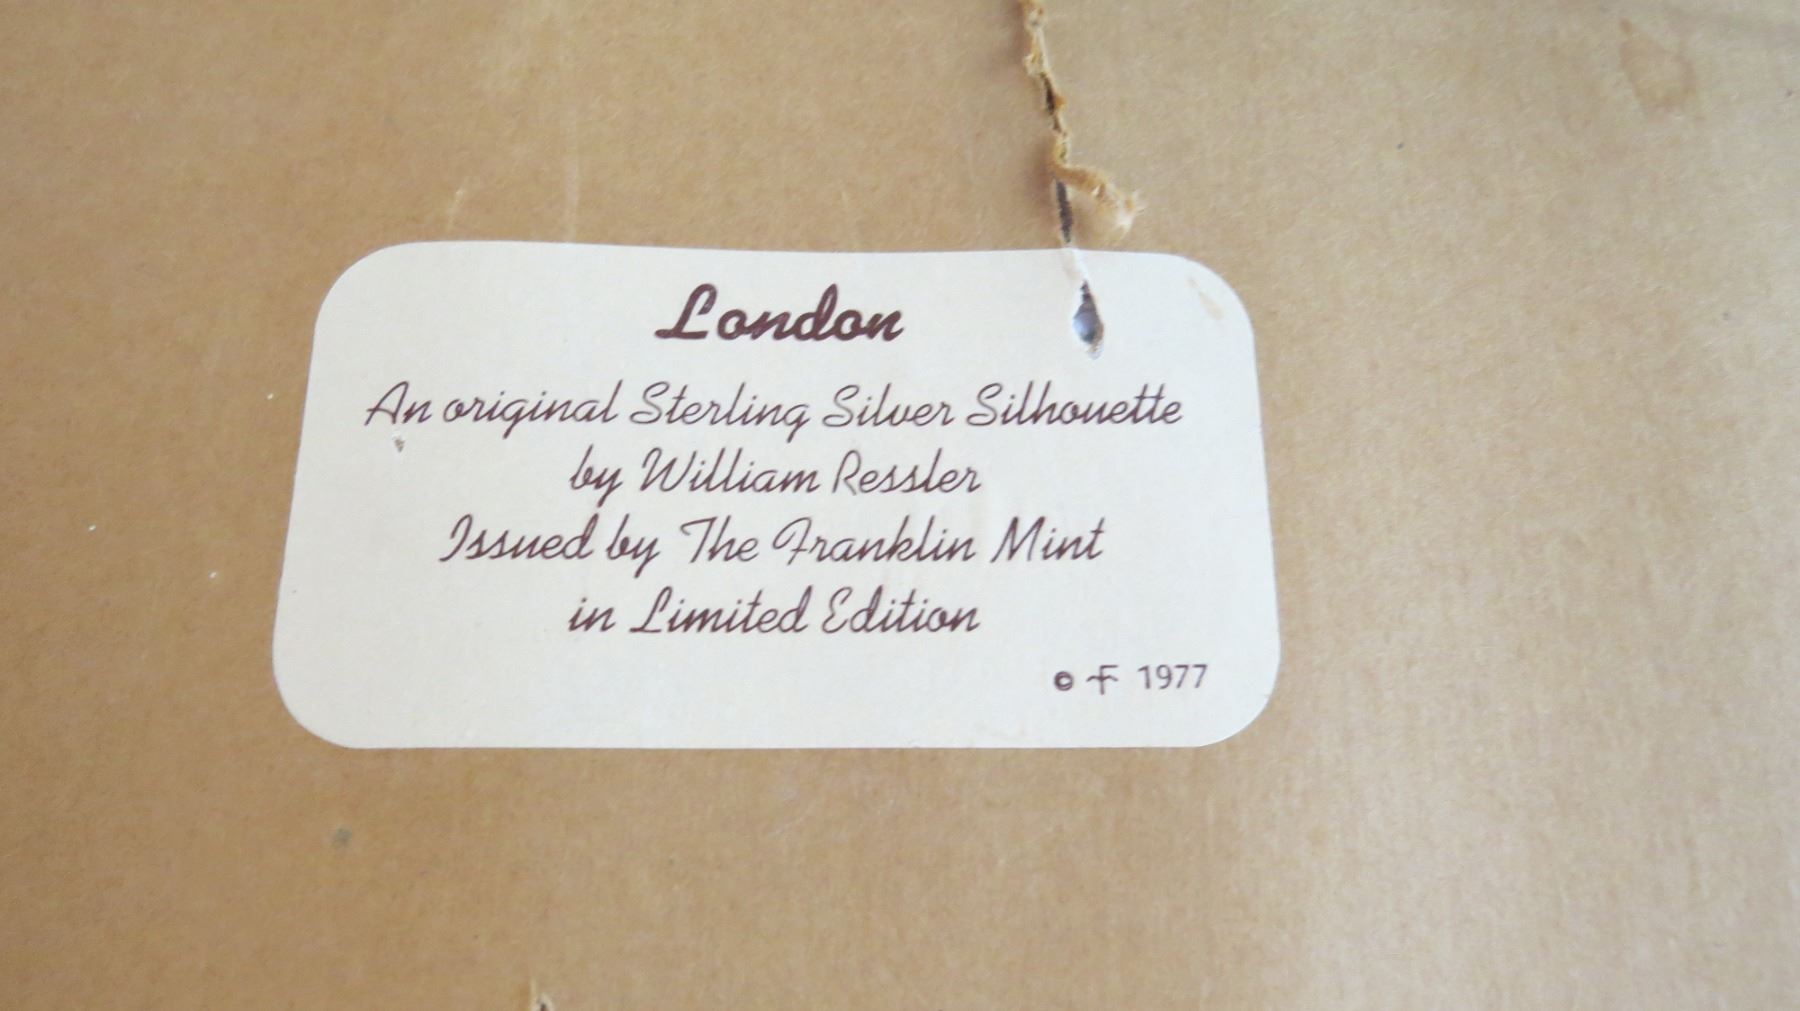 London
An original Sterling Silver Silhouette
by William Ressler
Issued by The Franklin Mint
in Limited Edition
© F 1977